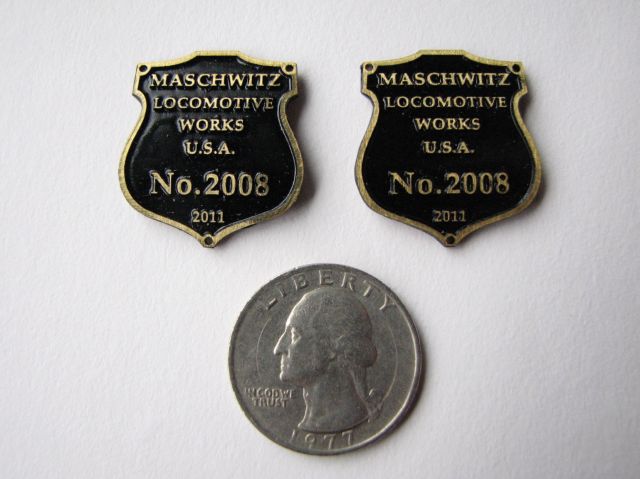 MASCHWITZ
LOCOMOTIVE
WORKS
U.S.A.
No.2008
2011
MASCHWITZ
LOCOMOTIVE
WORKS
U.S.A.
No.2008
2011
LIBERTY
IN GOD WE
TRUST
1977